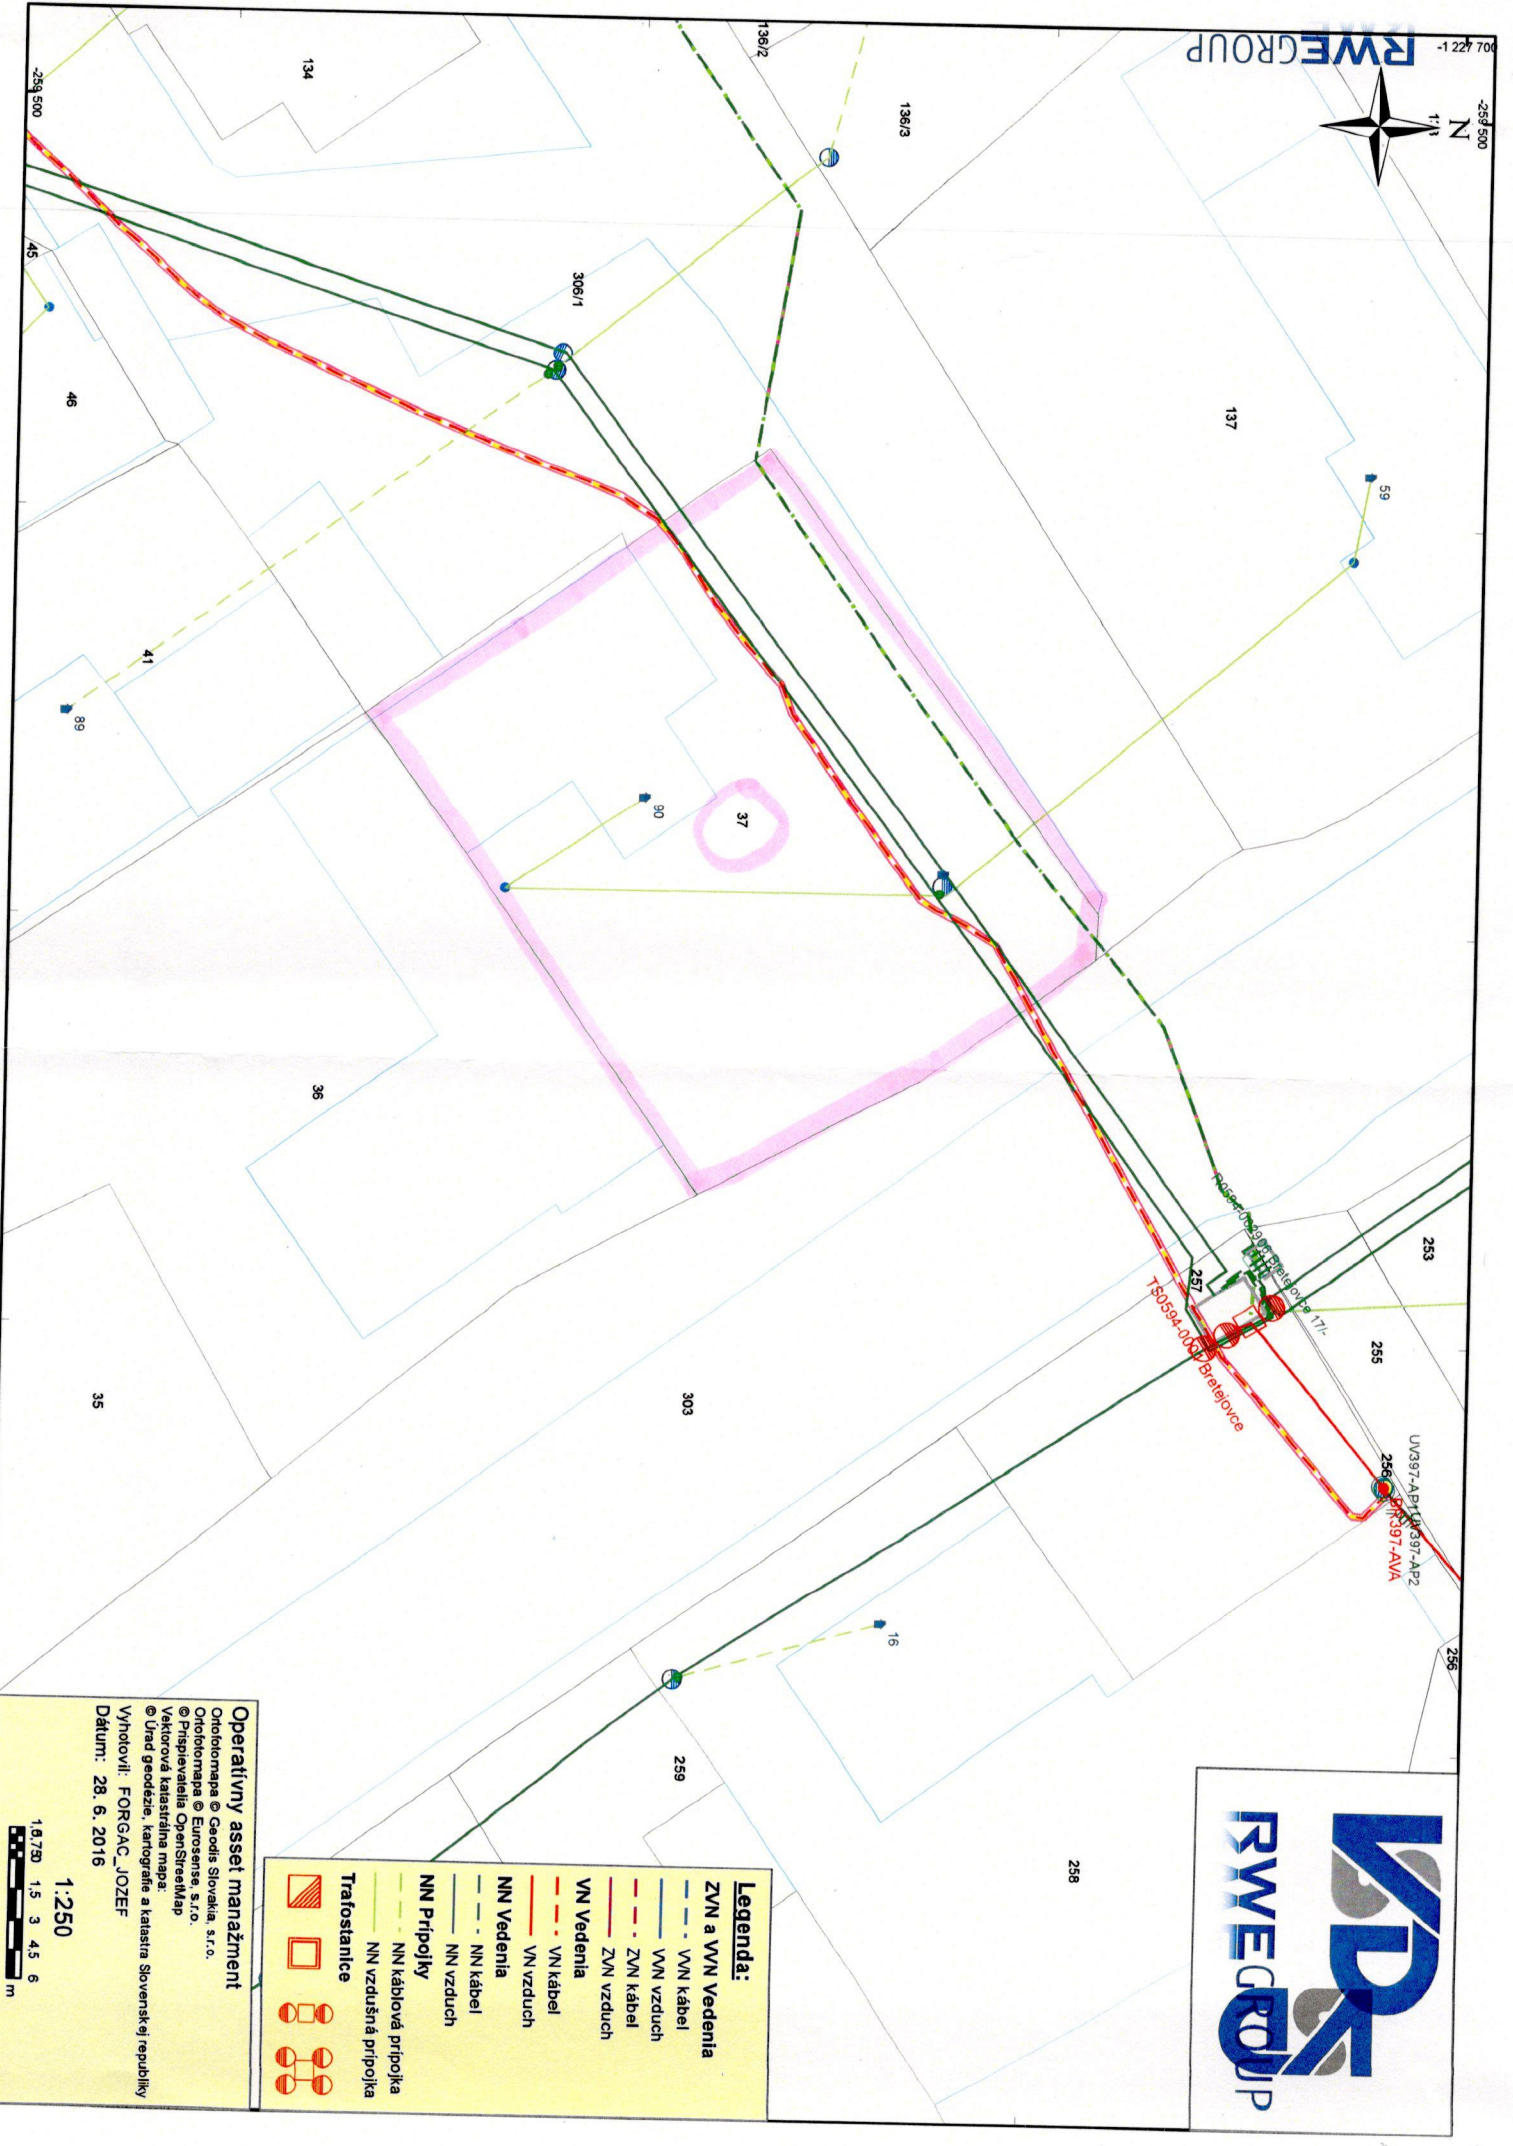 RWE GROUP
-1 227 700
-259 500
N
-259 500
134
136/2
136/3
137
45
46
306/1
59
41
89
90
37
36
35
303
253
257
255
R0594-062906 Bretejovce 17/-
Bretejovce
UV397-AP1
UV397-AP2
256
256
16
259
258
VSDS
RWE GROUP
Legenda:
ZVN a VVN Vedenia
VVN kábel
VVN vzduch
ZVN kábel
ZVN vzduch
VN Vedenia
VN kábel
VN vzduch
NN Vedenia
NN kábel
NN vzduch
NN Prípojky
NN káblová prípojka
NN vzdušná prípojka
Trafostanice
Operatívny asset manažment
Ortofotomapa © Geodis Slovakia, s.r.o.
Ortofotomapa © Eurosense, s.r.o.
© Prispievatelia OpenStreetMap
Vektorová katastrálna mapa:
© Úrad geodézie, kartografie a katastra Slovenskej republiky
Vyhotovil: FORGAC_JOZEF
Dátum: 28. 6. 2016
1:250
1,5 3 4,5 6
m